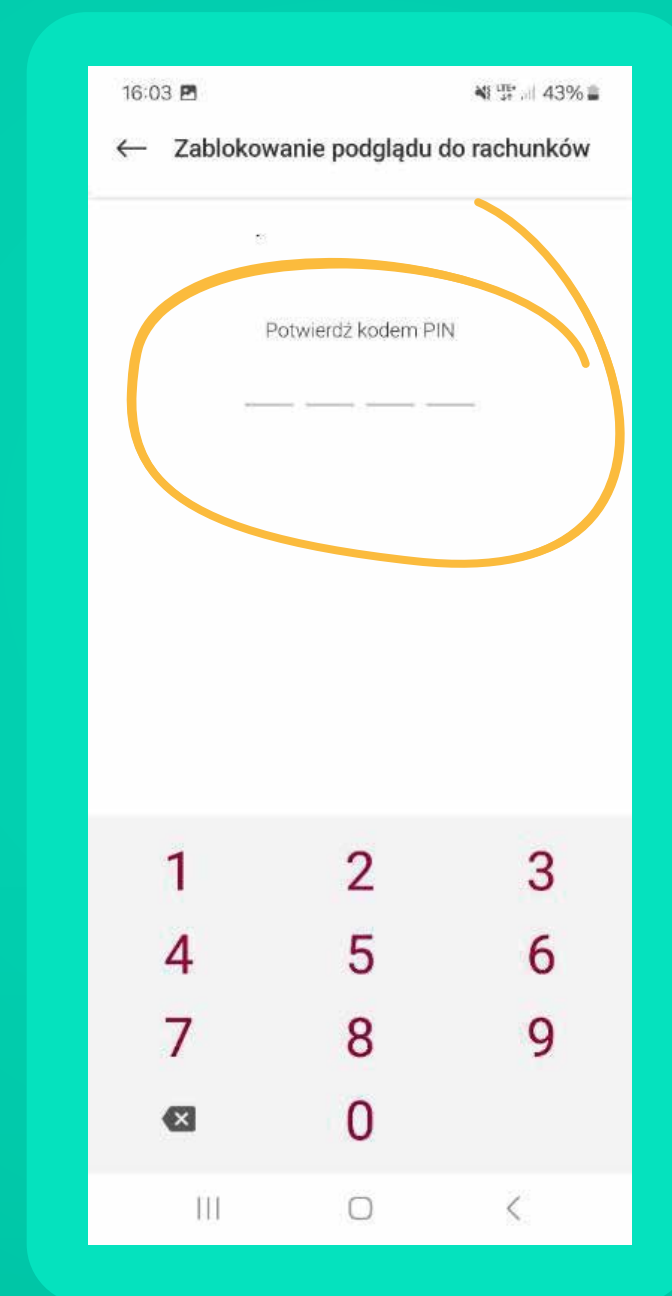 16:03
LTE+
43%
Zablokowanie podglądu do rachunków
Potwierdź kodem PIN
1 2 3
4 5 6
7 8 9
0